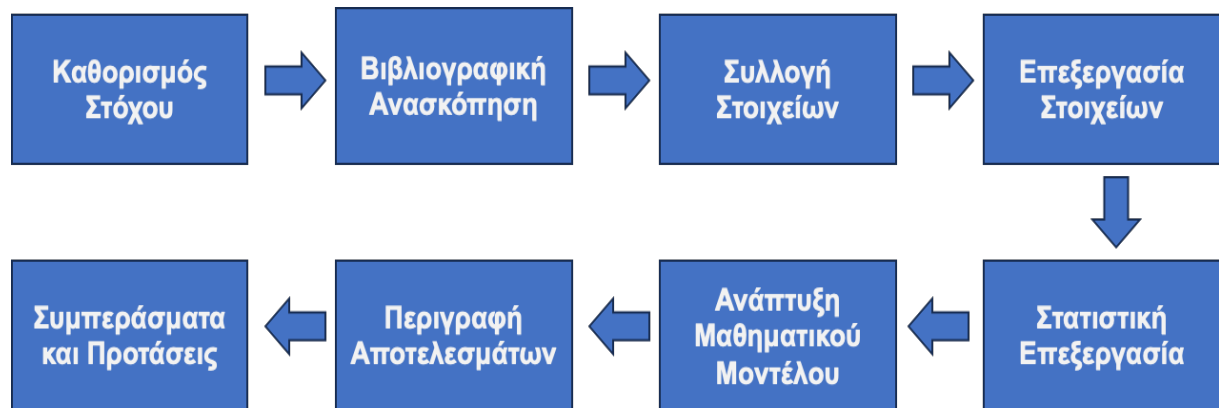 Καθορισμός
Στόχου
Βιβλιογραφική
Ανασκόπηση
Συλλογή
Στοιχείων
Επεξεργασία
Στοιχείων
Στατιστική
Επεξεργασία
Ανάπτυξη
Μαθηματικού
Μοντέλου
Περιγραφή
Αποτελεσμάτων
Συμπεράσματα
και Προτάσεις